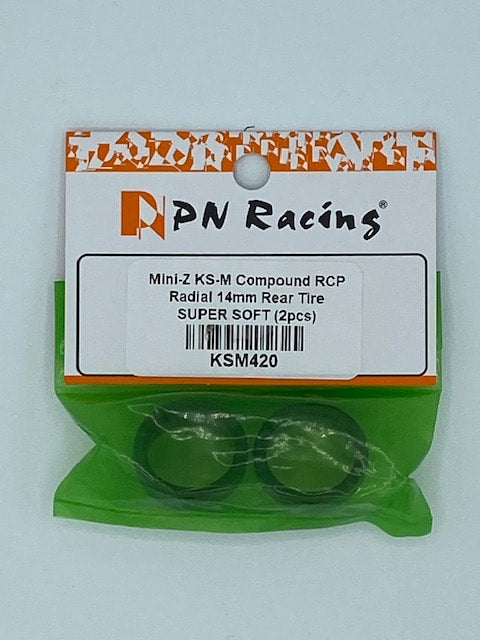 PN Racing®
Mini-Z KS-M Compound RCP
Radial 14mm Rear Tire
SUPER SOFT (2pcs)
KSM420